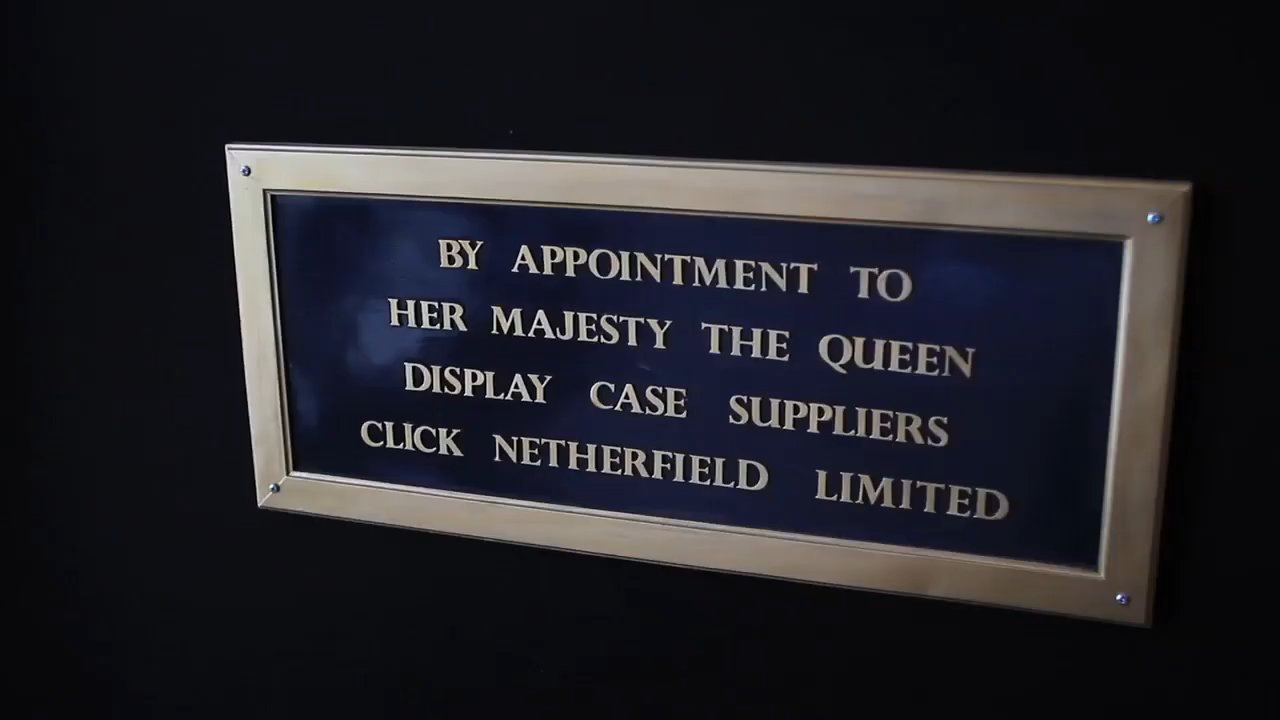 BY APPOINTMENT TO
HER MAJESTY THE QUEEN
DISPLAY CASE SUPPLIERS
CLICK NETHERFIELD LIMITED